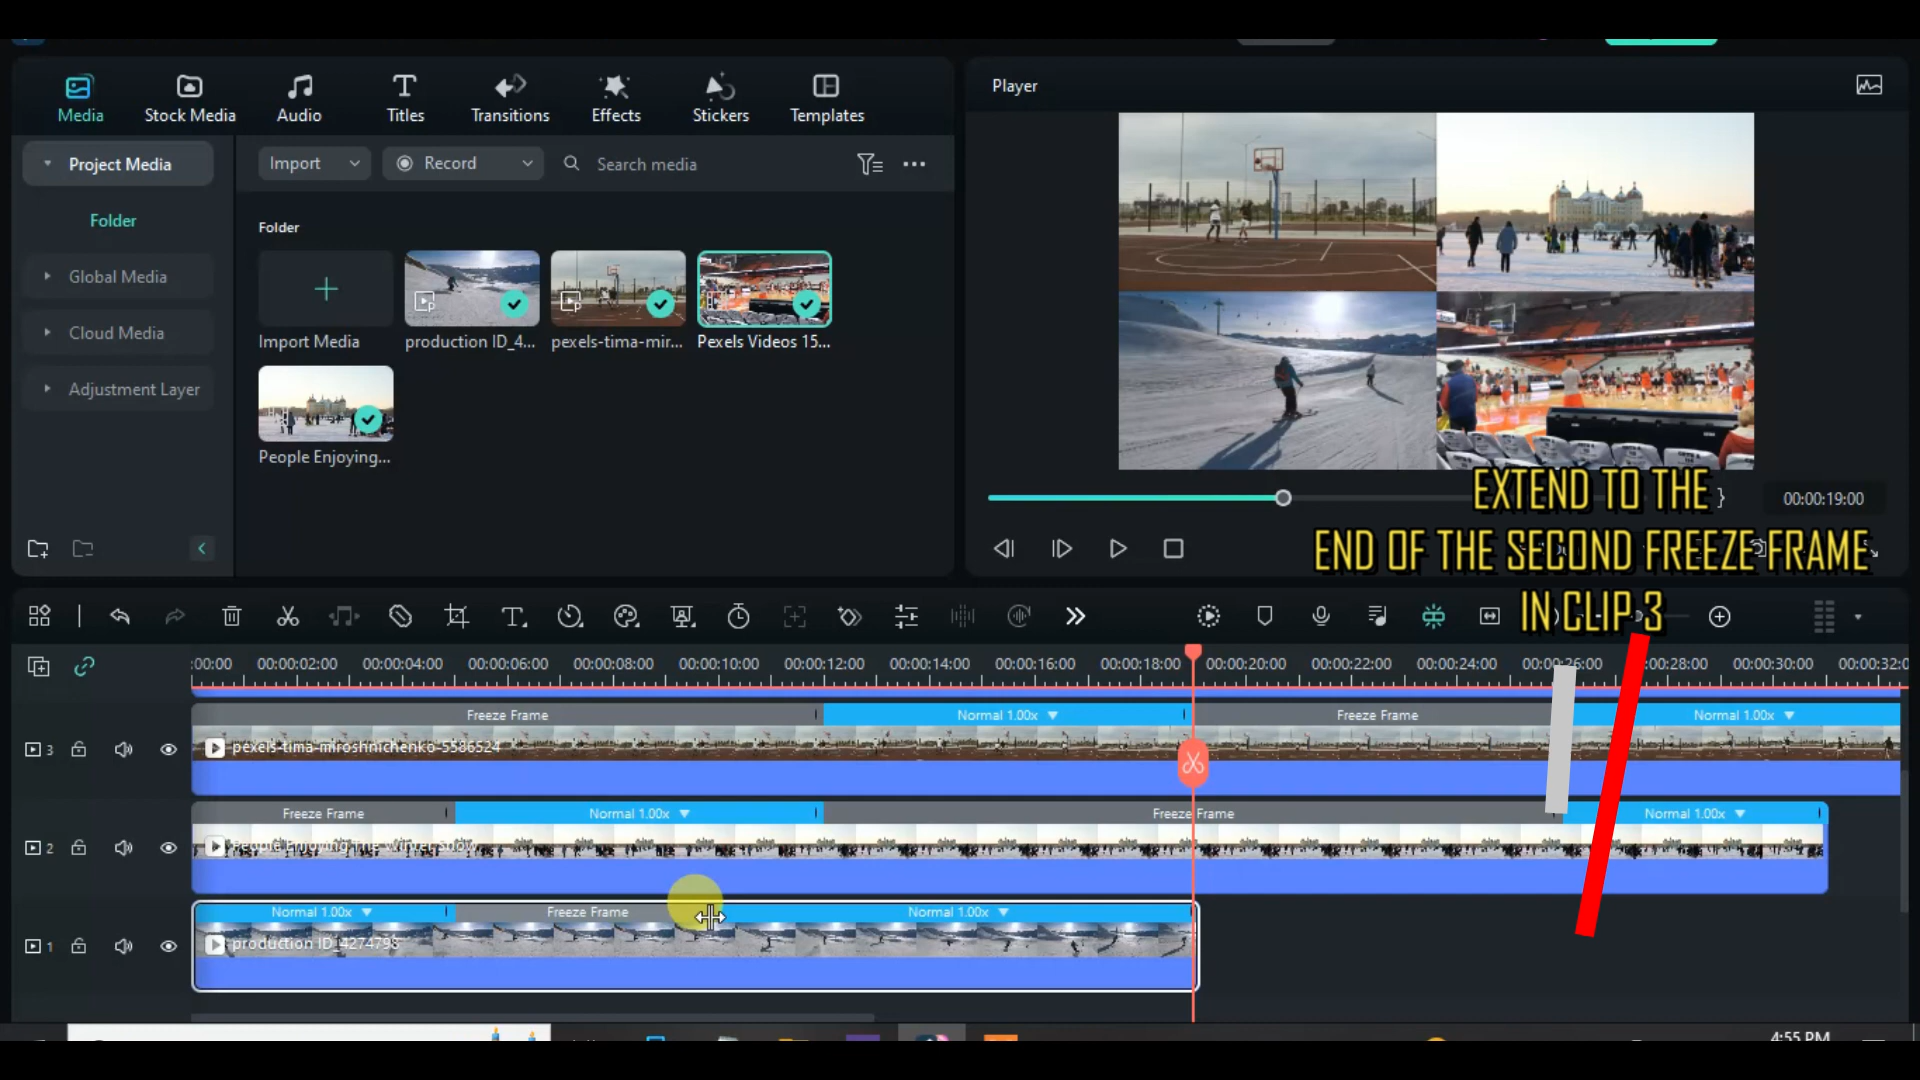 Media
Stock Media
Audio
Titles
Transitions
Effects
Stickers
Templates
Player
Project Media
Import
Record
Search media
Folder
Folder
Global Media
Cloud Media
Adjustment Layer
Import Media
production ID_4...
pexels-tima-mir...
Pexels Videos 15...
People Enjoying...
00:00:19:00
EXTEND TO THE
END OF THE SECOND FREEZE FRAME
IN CLIP 3
:00:00 00:00:02:00 00:00:04:00 00:00:06:00 00:00:08:00 00:00:10:00 00:00:12:00 00:00:14:00 00:00:16:00 00:00:18:00 00:00:20:00 00:00:22:00 00:00:24:00 00:00:26:00 :00:28:00 00:00:30:00 00:00:32:0
Freeze Frame Normal 1.00x Freeze Frame Normal 1.00x
3 pexels-tima-miroshnichenko-5586524
Freeze Frame Normal 1.00x Freeze Frame Normal 1.00x
2 People Enjoying The Winter Snow
Normal 1.00x Freeze Frame Normal 1.00x
1 production ID_4274798
4:55 PM